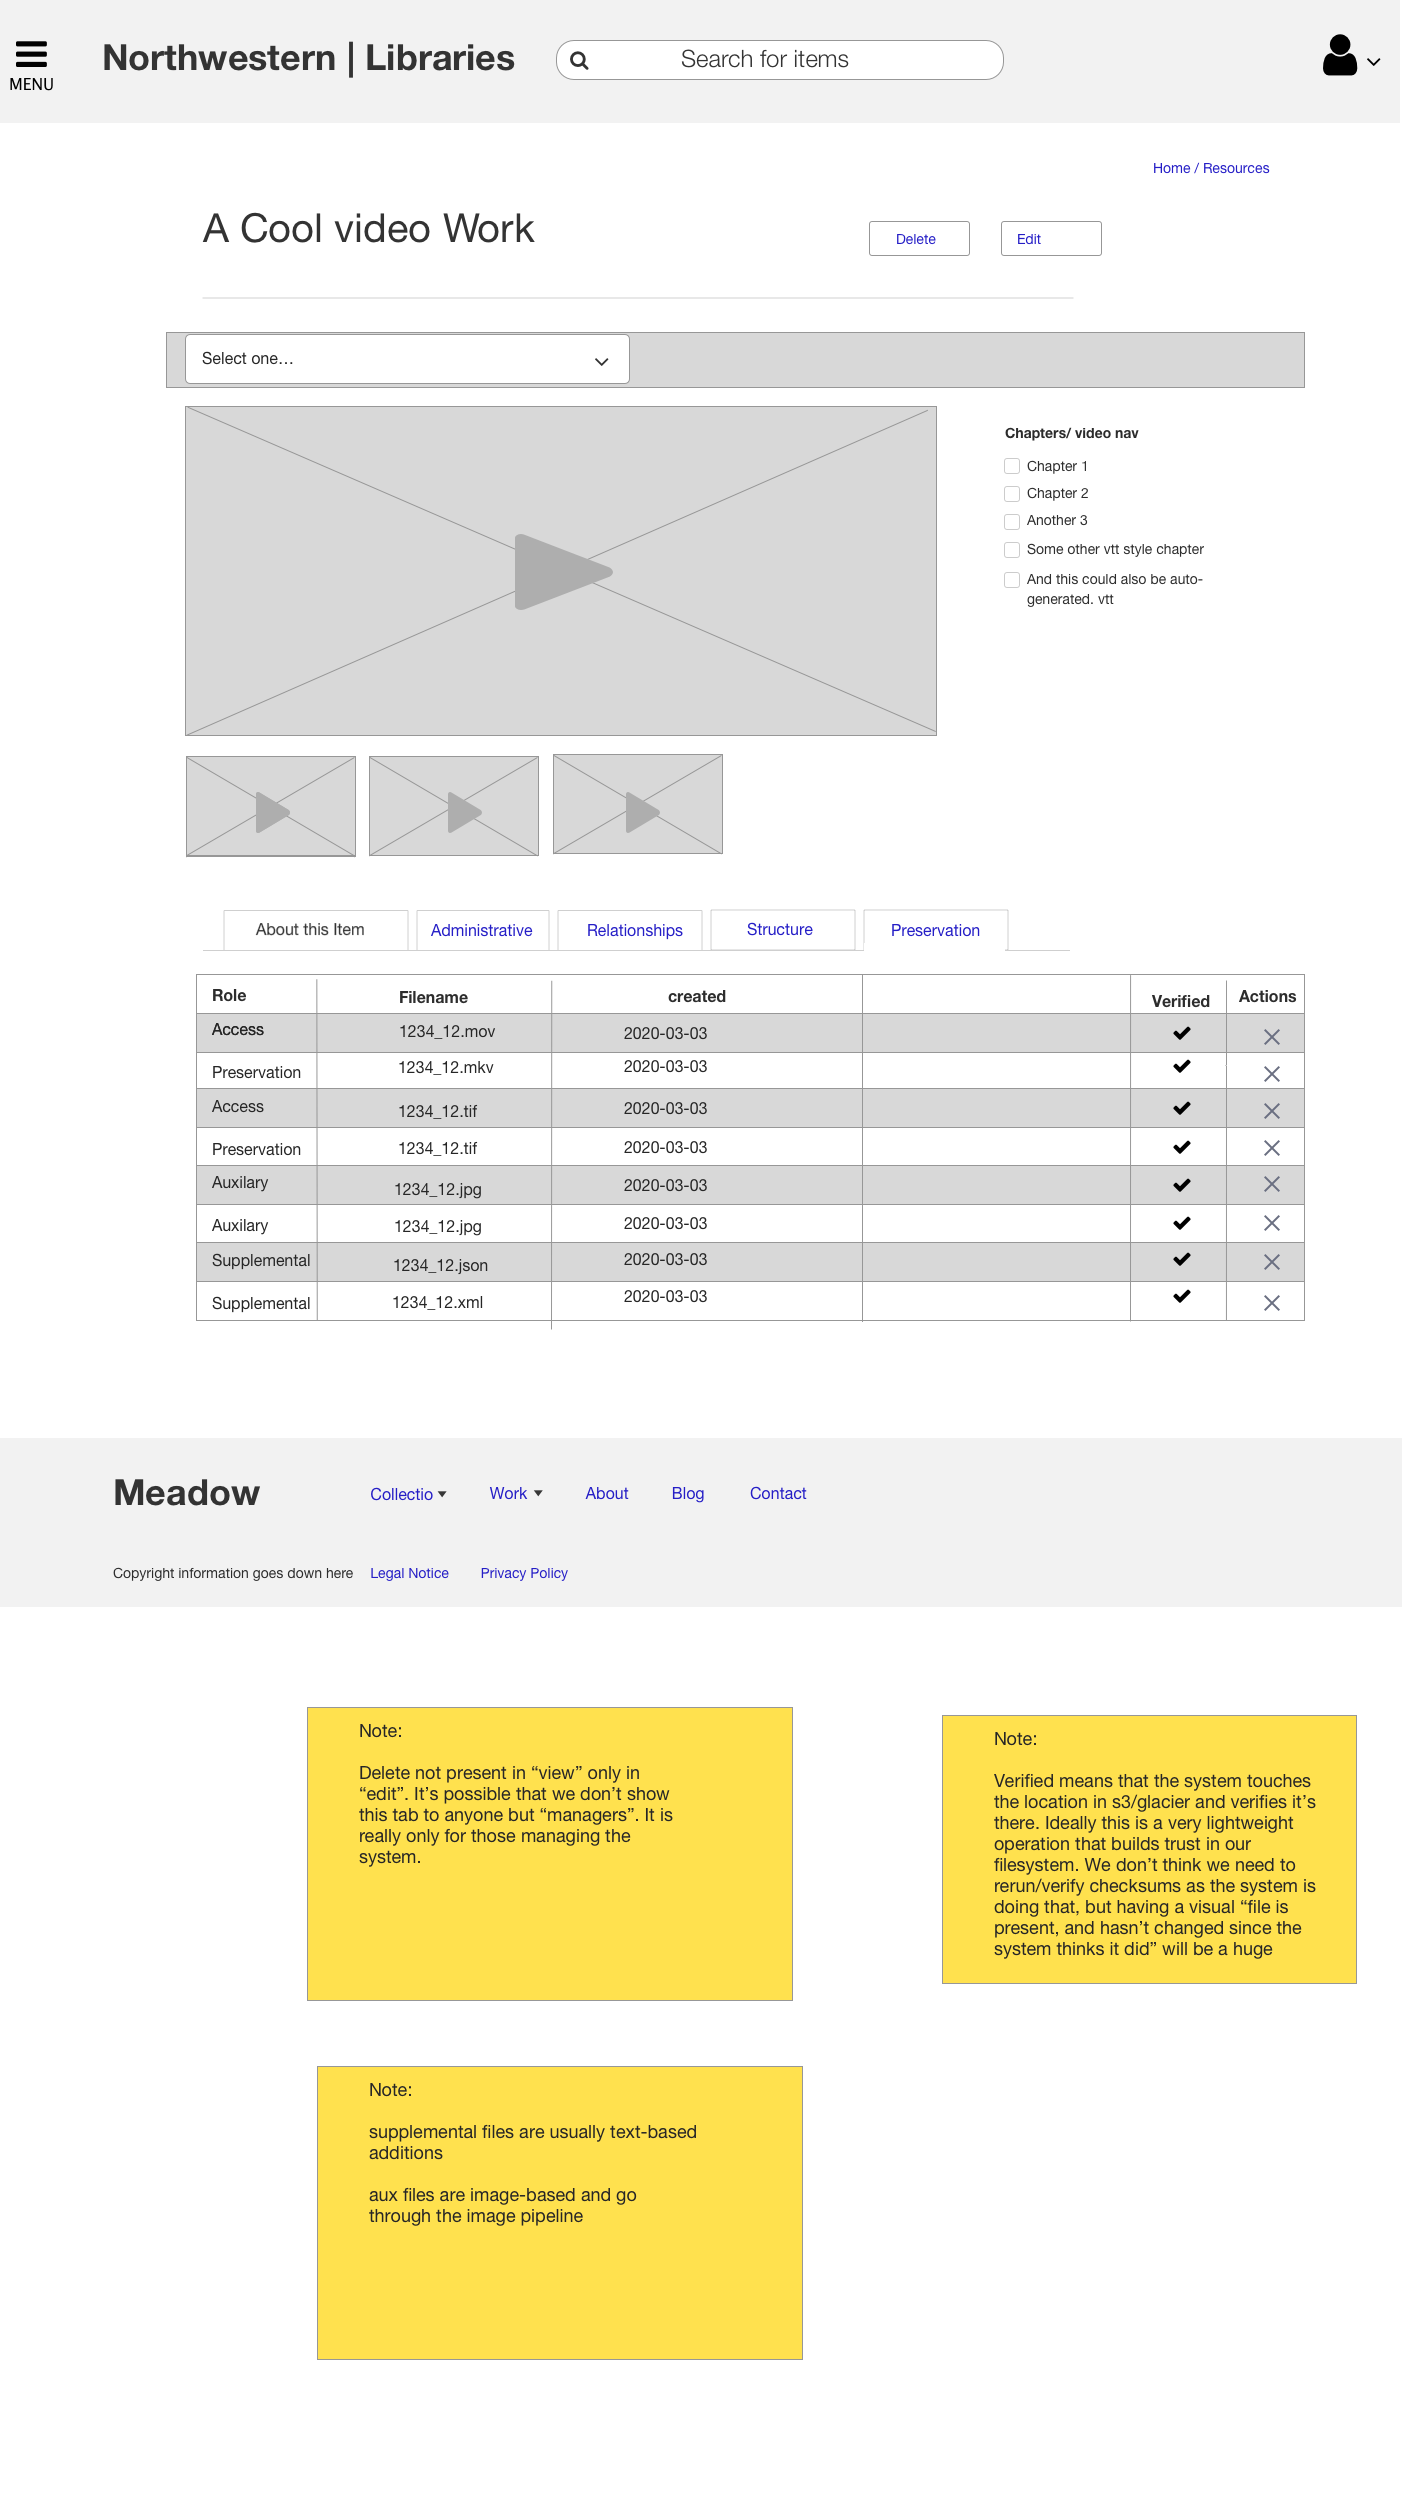 MENU
Northwestern | Libraries
Search for items
Home / Resources
A Cool video Work
Delete
Edit
Select one…
Chapters/ video nav
Chapter 1
Chapter 2
Another 3
Some other vtt style chapter
And this could also be auto-
generated. vtt
About this Item
Administrative
Relationships
Structure
Preservation
Role Filename created Verified Actions
Access 1234_12.mov 2020-03-03
Preservation 1234_12.mkv 2020-03-03
Access 1234_12.tif 2020-03-03
Preservation 1234_12.tif 2020-03-03
Auxilary 1234_12.jpg 2020-03-03
Auxilary 1234_12.jpg 2020-03-03
Supplemental 1234_12.json 2020-03-03
Supplemental 1234_12.xml 2020-03-03
Meadow
Collectio
Work
About
Blog
Contact
Copyright information goes down here
Legal Notice
Privacy Policy
Note:
Delete not present in “view” only in
“edit”. It’s possible that we don’t show
this tab to anyone but “managers”. It is
really only for those managing the
system.
Note:
Verified means that the system touches
the location in s3/glacier and verifies it’s
there. Ideally this is a very lightweight
operation that builds trust in our
filesystem. We don’t think we need to
rerun/verify checksums as the system is
doing that, but having a visual “file is
present, and hasn’t changed since the
system thinks it did” will be a huge
Note:
supplemental files are usually text-based
additions
aux files are image-based and go
through the image pipeline